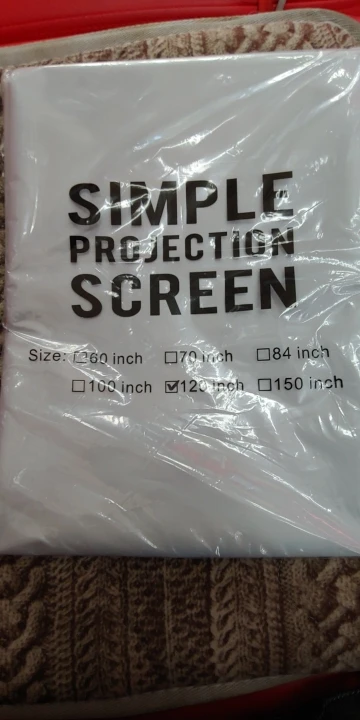 SIMPLE
PROJECTION
SCREEN
Size: ☐60 inch ☐70 inch ☐84 inch
☐100 inch ☑120 inch ☐150 inch